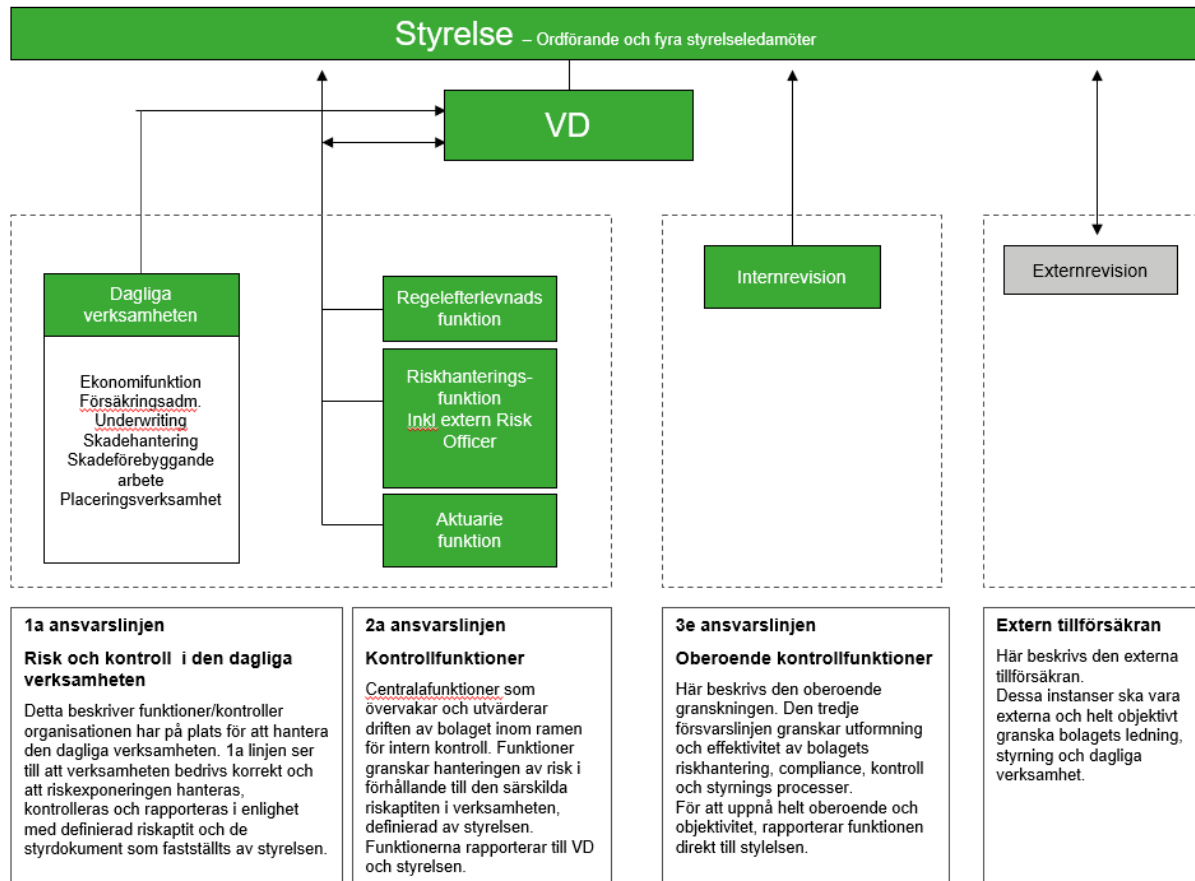 Styrelse – Ordförande och fyra styrelseledamöter
VD
Dagliga
verksamheten
Ekonomifunktion
Försäkringsadm.
Underwriting
Skadehantering
Skadeförebyggande
arbete
Placeringsverksamhet
Regelefterlevnads
funktion
Riskhanterings-
funktion
Inkl extern Risk
Officer
Aktuarie
funktion
Internrevision
Externrevision
1a ansvarslinjen
Risk och kontroll i den dagliga
verksamheten
Detta beskriver funktioner/kontroller
organisationen har på plats för att hantera
den dagliga verksamheten. 1a linjen ser
till att verksamheten bedrivs korrekt och
att riskexponeringen hanteras,
kontrolleras och rapporteras i enlighet
med definierad riskaptit och de
styrdokument som fastställts av styrelsen.
2a ansvarslinjen
Kontrollfunktioner
Centralafunktioner som
övervakar och utvärderar
driften av bolaget inom ramen
för intern kontroll. Funktioner
granskar hanteringen av risk i
förhållande till den särskilda
riskaptiten i verksamheten,
definierad av styrelsen.
Funktionerna rapporterar till VD
och styrelsen.
3e ansvarslinjen
Oberoende kontrollfunktioner
Här beskrivs den oberoende
granskningen. Den tredje
försvarslinjen granskar utformning
och effektivitet av bolagets
riskhantering, compliance, kontroll
och styrnings processer.
För att uppnå helt oberoende och
objektivitet, rapporterar funktionen
direkt till stylelsen.
Extern tillförsäkran
Här beskrivs den externa
tillförsäkran.
Dessa instanser ska vara
externa och helt objektivt
granska bolagets ledning,
styrning och dagliga
verksamhet.